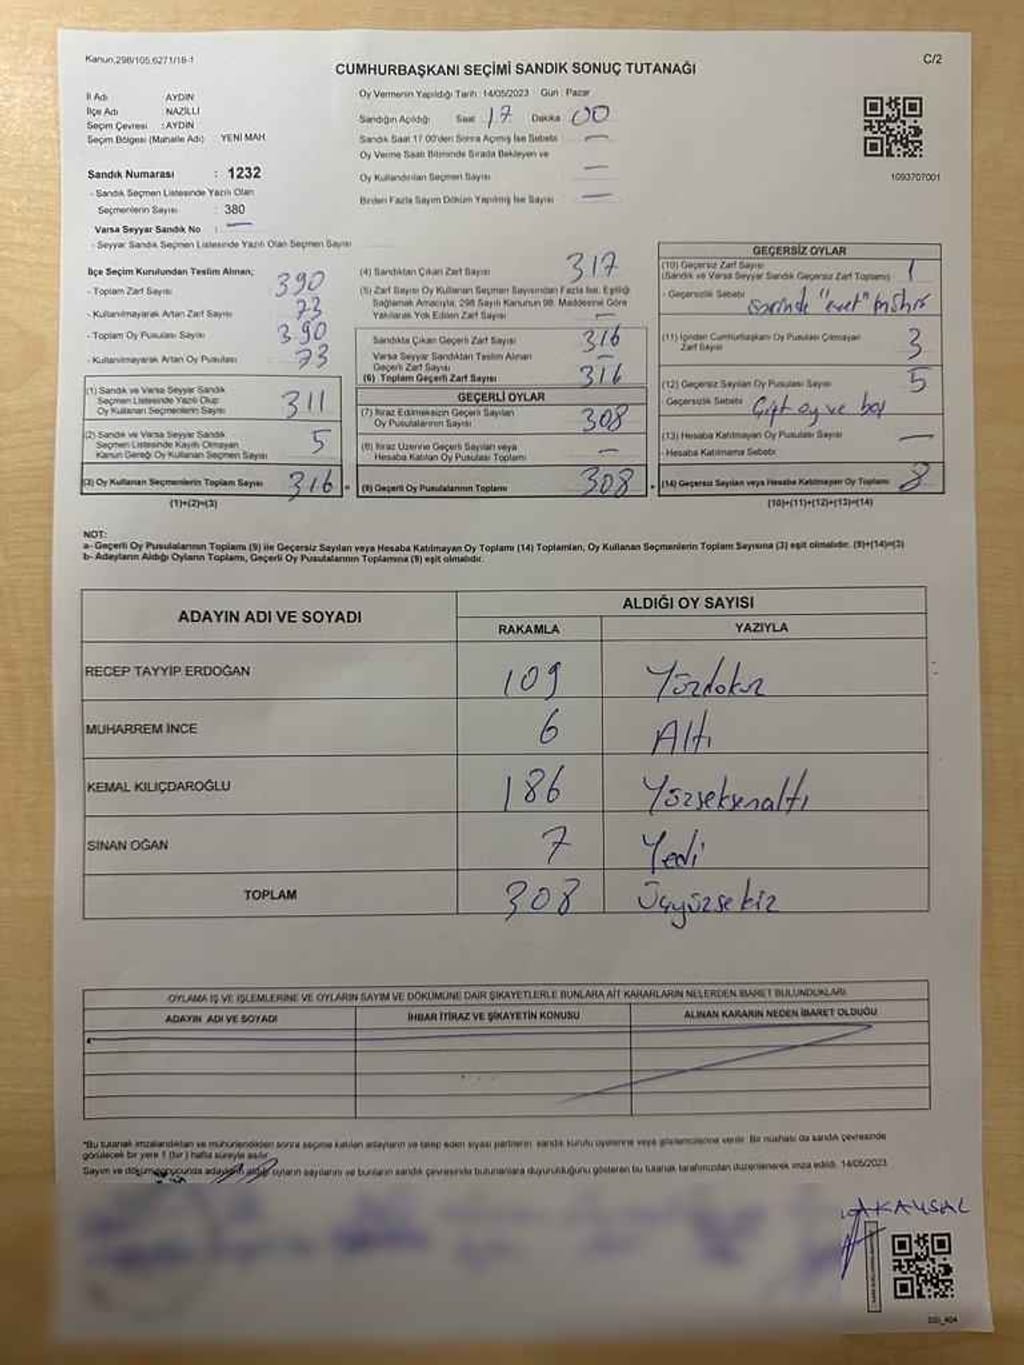 Kanun,298/105,6271/18-1
C/2
CUMHURBAŞKANI SEÇİMİ SANDIK SONUÇ TUTANAĞI
İl Adı AYDIN
İlçe Adı NAZİLLİ
Seçim Çevresi : AYDIN
Seçim Bölgesi (Mahalle Adı) YENİ MAH
Sandık Numarası : 1232
- Sandık Seçmen Listesinde Yazılı Olan
Seçmenlerin Sayısı : 380
Varsa Seyyar Sandık No : —
- Seyyar Sandık Seçmen Listesinde Yazılı Olan Seçmen Sayısı
Oy Vermenin Yapıldığı Tarih : 14/05/2023 Gün : Pazar
Sandığın Açıldığı Saat 17 Dakika 00
Sandık Saat 17.00'den Sonra Açılmış İse Sebebi —
Oy Verme Saati Bitiminde Sırada Bekleyen ve
Oy Kullandırılan Seçmen Sayısı —
Birden Fazla Sayım Döküm Yapılmış İse Sayısı —
1093707001
İlçe Seçim Kurulundan Teslim Alınan;
- Toplam Zarf Sayısı 390
- Kullanılmayarak Artan Zarf Sayısı 73
- Toplam Oy Pusulası Sayısı 390
- Kullanılmayarak Artan Oy Pusulası 73
(1) Sandık ve Varsa Seyyar Sandık
Seçmen Listesinde Yazılı Olup
Oy Kullanan Seçmenlerin Sayısı 311
(2) Sandık ve Varsa Seyyar Sandık
Seçmen Listesinde Kayıtlı Olmayan
Kanun Gereği Oy Kullanan Seçmen Sayısı 5
(3) Oy Kullanan Seçmenlerin Toplam Sayısı 316 =
(1)+(2)=(3)
(4) Sandıktan Çıkan Zarf Sayısı 317
(5) Zarf Sayısı Oy Kullanan Seçmen Sayısından Fazla İse, Eşitliği
Sağlamak Amacıyla, 298 Sayılı Kanunun 98. Maddesine Göre
Yakılarak Yok Edilen Zarf Sayısı —
Sandıkta Çıkan Geçerli Zarf Sayısı 316
Varsa Seyyar Sandıktan Teslim Alınan
Geçerli Zarf Sayısı —
(6) Toplam Geçerli Zarf Sayısı 316
GEÇERLİ OYLAR
(7) İtiraz Edilmeksizin Geçerli Sayılan
Oy Pusulalarının Sayısı 308
(8) İtiraz Üzerine Geçerli Sayılan veya
Hesaba Katılan Oy Pusulası Toplamı —
(9) Geçerli Oy Pusulalarının Toplamı 308 +
GEÇERSİZ OYLAR
(10) Geçersiz Zarf Sayısı 1
(Sandık ve Varsa Seyyar Sandık Geçersiz Zarf Toplamı)
- Geçersizlik Sebebi "evet"
(11) İçinden Cumhurbaşkanı Oy Pusulası Çıkmayan
Zarf Sayısı 3
(12) Geçersiz Sayılan Oy Pusulası Sayısı 5
- Geçersizlik Sebebi Çift oy ve boş
(13) Hesaba Katılmayan Oy Pusulası Sayısı —
- Hesaba Katılmama Sebebi
(14) Geçersiz Sayılan veya Hesaba Katılmayan Oy Toplamı 8
(10)+(11)+(12)+(13)=(14)
NOT:
a- Geçerli Oy Pusulalarının Toplamı (9) ile Geçersiz Sayılan veya Hesaba Katılmayan Oy Toplamı (14) Toplamları, Oy Kullanan Seçmenlerin Toplam Sayısına (3) eşit olmalıdır. (9)+(14)=(3)
b- Adayların Aldığı Oyların Toplamı, Geçerli Oy Pusulalarının Toplamına (9) eşit olmalıdır.
ADAYIN ADI VE SOYADI ALDIĞI OY SAYISI
RAKAMLA YAZIYLA
RECEP TAYYİP ERDOĞAN 109 Yüzdokuz
MUHARREM İNCE 6 Altı
KEMAL KILIÇDAROĞLU 186 Yüzseksenaltı
SİNAN OĞAN 7 Yedi
TOPLAM 308 Üçyüzsekiz
OYLAMA İŞ VE İŞLEMLERİNE VE OYLARIN SAYIM VE DÖKÜMÜNE DAİR ŞİKAYETLERLE BUNLARA AİT KARARLARIN NELERDEN İBARET BULUNDUKLARI
ADAYIN ADI VE SOYADI İHBAR İTİRAZ VE ŞİKAYETİN KONUSU ALINAN KARARIN NEDEN İBARET OLDUĞU
*Bu tutanak imzalandıktan ve mühürlendikten sonra seçime katılan adayların ve talep eden siyasi partilerin sandık kurulu üyelerine veya gözlemcilerine verilir. Bir nüshası da sandık çevresinde
görülecek bir yere 1 (bir) hafta süreyle asılır.
Sayım ve dökümü sonucunda adayların aldığı oyların sayılarını ve bunların sandık çevresinde bulunanlara duyurulduğunu gösteren bu tutanak tarafımızdan düzenlenerek imza edildi. 14/05/2023
AKAYSAL